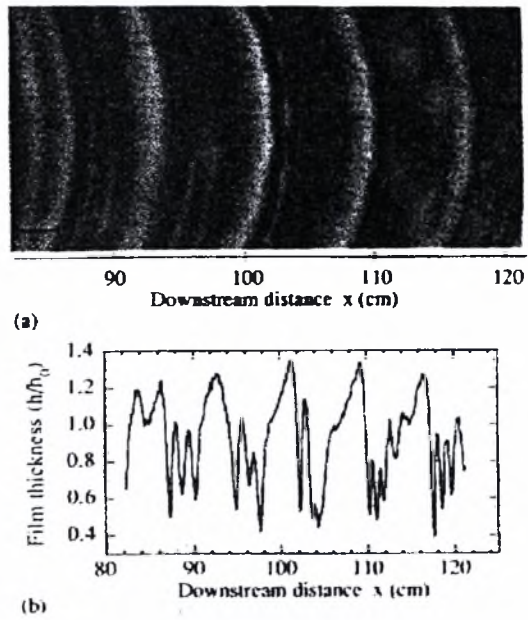 90 100 110 120
Downstream distance x (cm)
(a)
1.4
1.2
1.0
0.8
0.6
0.4
Film thickness (h/h₀)
80 90 100 110 120
Downstream distance x (cm)
(b)